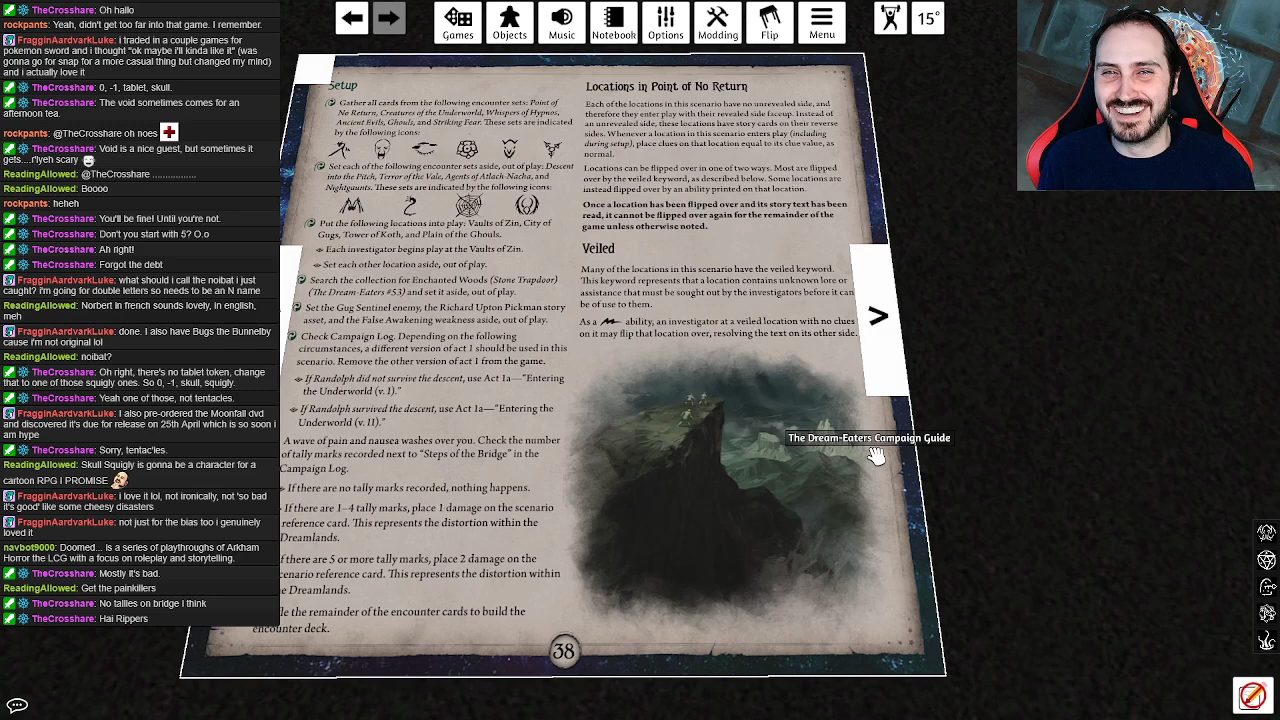 TheCrosshare: Oh hallo
rockpants: Yeah, didn't get too far into that game. I remember.
FragginAardvarkLuke: i traded in a couple games for
pokemon sword and i thought "ok maybe i'll kinda like it" (was
gonna go for snap for a more casual thing but changed my mind)
and i actually love it
TheCrosshare: 0, -1, tablet, skull.
TheCrosshare: The void sometimes comes for an
afternoon tea.
rockpants: @TheCrosshare oh noes
TheCrosshare: Void is a nice guest, but sometimes it
gets....r'lyeh scary
ReadingAllowed: @TheCrosshare ................
ReadingAllowed: Boooo
rockpants: heheh
TheCrosshare: You'll be fine! Until you're not.
TheCrosshare: Don't you start with 5? O.o
TheCrosshare: Ah right!
TheCrosshare: Forgot the debt
FragginAardvarkLuke: what should i call the noibat i just
caught? i'm going for double letters so needs to be an N name
ReadingAllowed: Norbert in french sounds lovely, in english,
meh
FragginAardvarkLuke: done. I also have Bugs the Bunnelby
cause i'm not original lol
ReadingAllowed: noibat?
TheCrosshare: Oh right, there's no tablet token, change
that to one of those squigly ones. So 0, -1, skull, squigly.
TheCrosshare: Yeah one of those, not tentacles.
FragginAardvarkLuke: I also pre-ordered the Moonfall dvd
and discovered it's due for release on 25th April which is so soon i
am hype
TheCrosshare: Sorry, tentac'les.
ReadingAllowed: Skull Squigly is gonna be a character for a
cartoon RPG I PROMISE
FragginAardvarkLuke: i love it lol, not ironically, not 'so bad
it's good' like some cheesy disasters
FragginAardvarkLuke: not just for the bias too i genuinely
loved it
navbot9000: Doomed... is a series of playthroughs of Arkham
Horror the LCG with a focus on roleplay and storytelling.
TheCrosshare: Mostly it's bad.
ReadingAllowed: Get the painkillers
TheCrosshare: No tallies on bridge i think
TheCrosshare: Hai Rippers
Games
Objects
Music
Notebook
Options
Modding
Flip
Menu
15°
Setup
Gather all cards from the following encounter sets: Point of
No Return, Creatures of the Underworld, Whispers of Hypnos,
Ancient Evils, Ghouls, and Striking Fear. These sets are indicated
by the following icons:
Set each of the following encounter sets aside, out of play: Descent
into the Pitch, Terror of the Vale, Agents of Atlach-Nacha, and
Nightgaunts. These sets are indicated by the following icons:
Put the following locations into play: Vaults of Zin, City of
Gugs, Tower of Koth, and Plain of the Ghouls.
Each investigator begins play at the Vaults of Zin.
Set each other location aside, out of play.
Search the collection for Enchanted Woods (Stone Trapdoor)
(The Dream-Eaters #53) and set it aside, out of play.
Set the Gug Sentinel enemy, the Richard Upton Pickman story
asset, and the False Awakening weakness aside, out of play.
Check Campaign Log. Depending on the following
circumstances, a different version of act 1 should be used in this
scenario. Remove the other version of act 1 from the game.
If Randolph did not survive the descent, use Act 1a—"Entering
the Underworld (v. I)."
If Randolph survived the descent, use Act 1a—"Entering the
Underworld (v. II)."
A wave of pain and nausea washes over you. Check the number
of tally marks recorded next to "Steps of the Bridge" in the
Campaign Log.
If there are no tally marks recorded, nothing happens.
If there are 1–4 tally marks, place 1 damage on the scenario
reference card. This represents the distortion within the
Dreamlands.
f there are 5 or more tally marks, place 2 damage on the
cenario reference card. This represents the distortion within
e Dreamlands.
le the remainder of the encounter cards to build the
encounter deck.
Locations in Point of No Return
Each of the locations in this scenario have no unrevealed side, and
therefore they enter play with their revealed side faceup. Instead of
an unrevealed side, these locations have story cards on their reverse
sides. Whenever a location in this scenario enters play (including
during setup), place clues on that location equal to its clue value, as
normal.
Locations can be flipped over in one of two ways. Most are flipped
over by the veiled keyword, as described below. Some locations are
instead flipped over by an ability printed on that location.
Once a location has been flipped over and its story text has been
read, it cannot be flipped over again for the remainder of the
game unless otherwise noted.
Veiled
Many of the locations in this scenario have the veiled keyword.
This keyword represents that a location contains unknown lore or
assistance that must be sought out by the investigators before it can
be of use to them.
As a ability, an investigator at a veiled location with no clues
on it may flip that location over, resolving the text on its other side.
>
The Dream-Eaters Campaign Guide
38